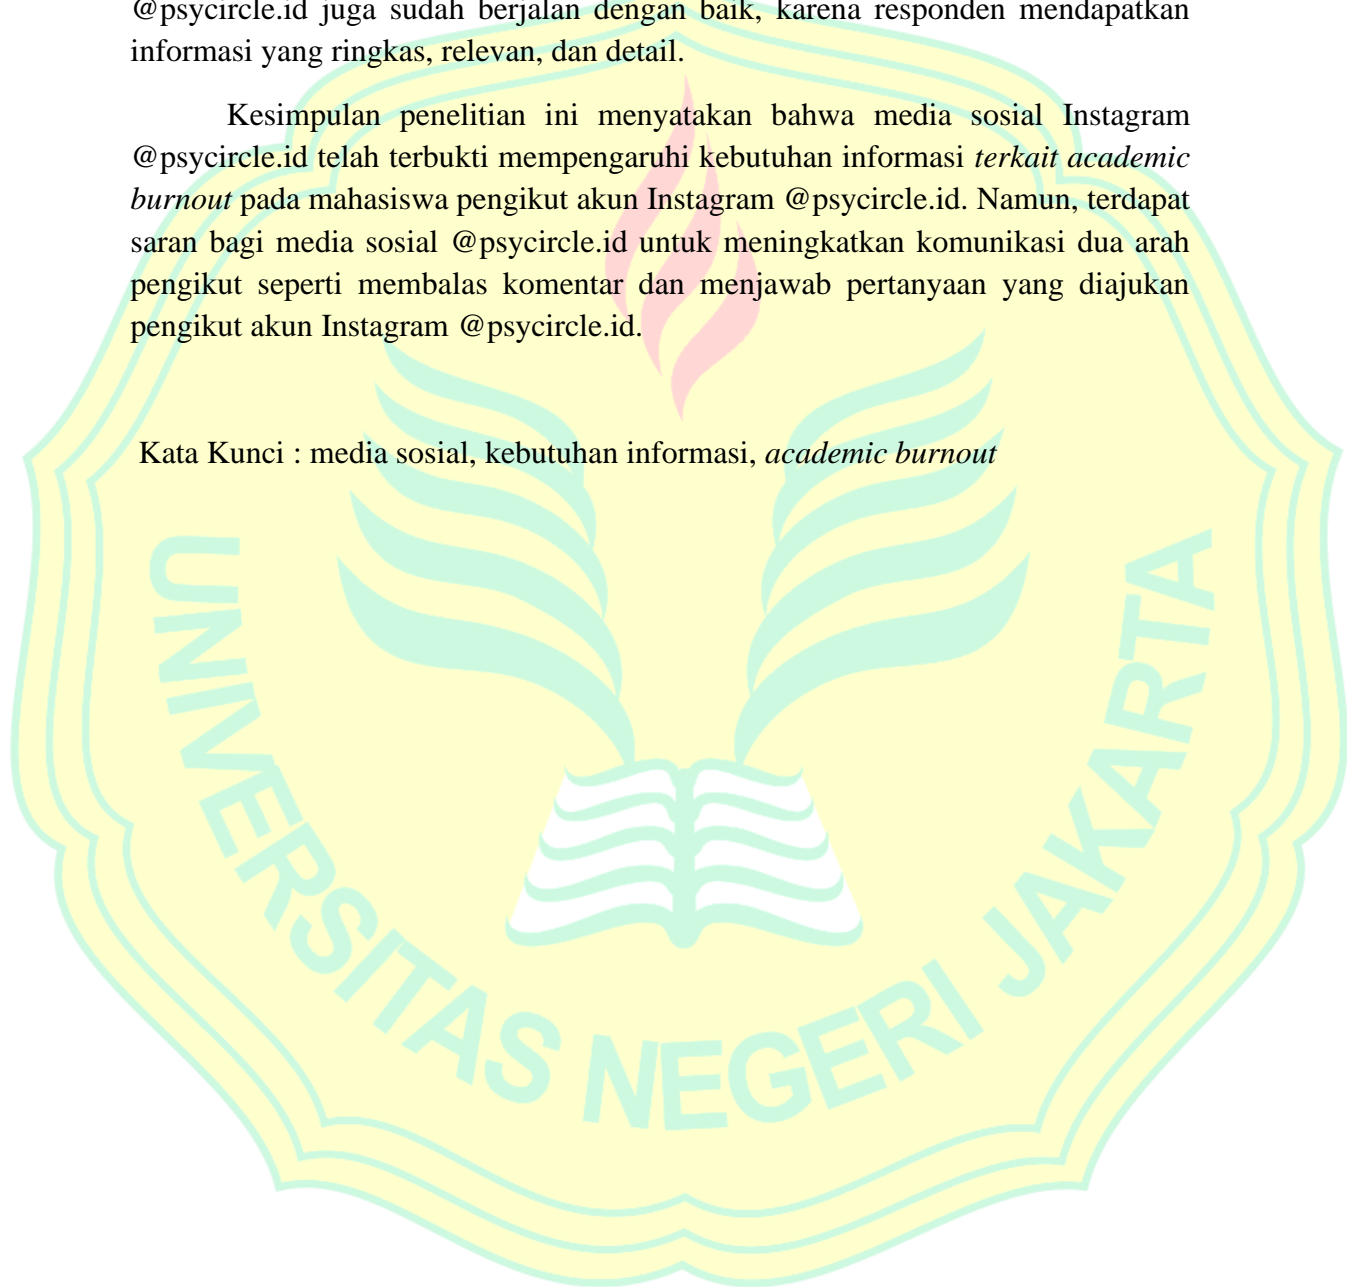 @psycircle.id juga sudah berjalan dengan baik, karena responden mendapatkan
informasi yang ringkas, relevan, dan detail.
Kesimpulan penelitian ini menyatakan bahwa media sosial Instagram
@psycircle.id telah terbukti mempengaruhi kebutuhan informasi terkait academic
burnout pada mahasiswa pengikut akun Instagram @psycircle.id. Namun, terdapat
saran bagi media sosial @psycircle.id untuk meningkatkan komunikasi dua arah
pengikut seperti membalas komentar dan menjawab pertanyaan yang diajukan
pengikut akun Instagram @psycircle.id.
Kata Kunci : media sosial, kebutuhan informasi, academic burnout
UNIVERSITAS NEGERI JAKARTA